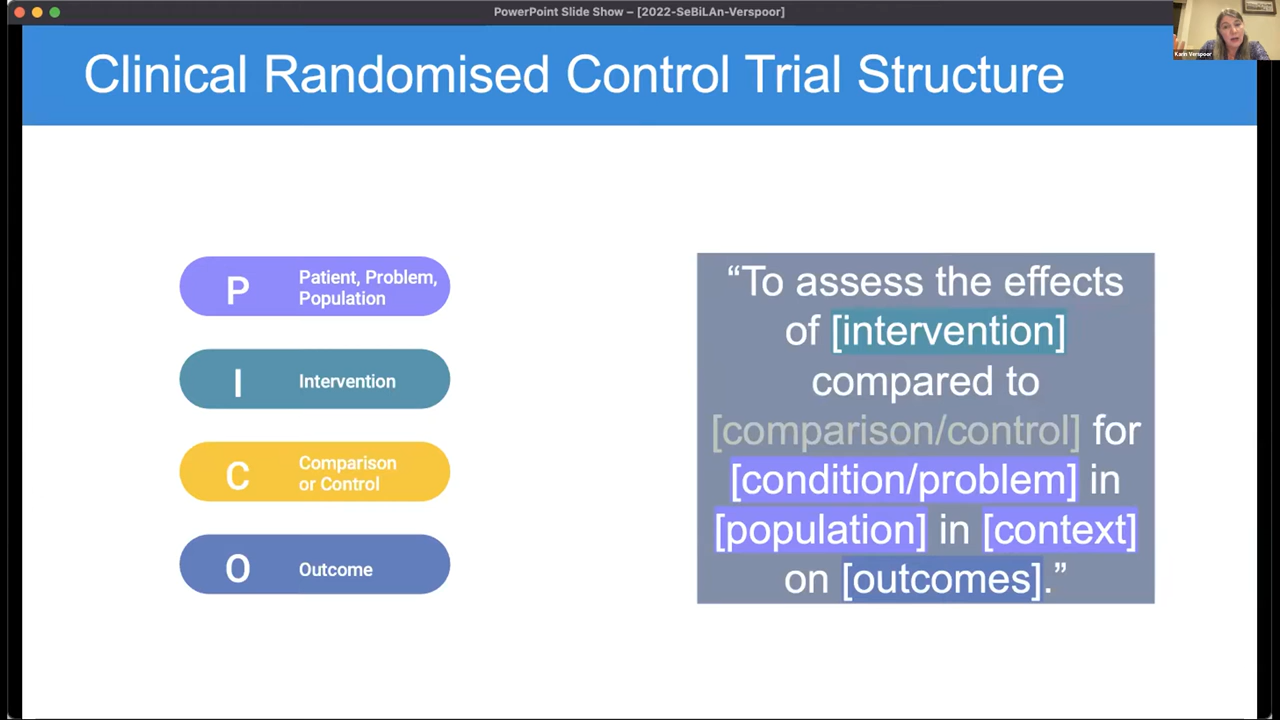 PowerPoint Slide Show – [2022-SeBiLAn-Verspoor]
Karin Verspoor
Clinical Randomised Control Trial Structure
P
Patient, Problem,
Population
I
Intervention
C
Comparison
or Control
O
Outcome
“To assess the effects
of [intervention]
compared to
[comparison/control] for
[condition/problem] in
[population] in [context]
on [outcomes].”